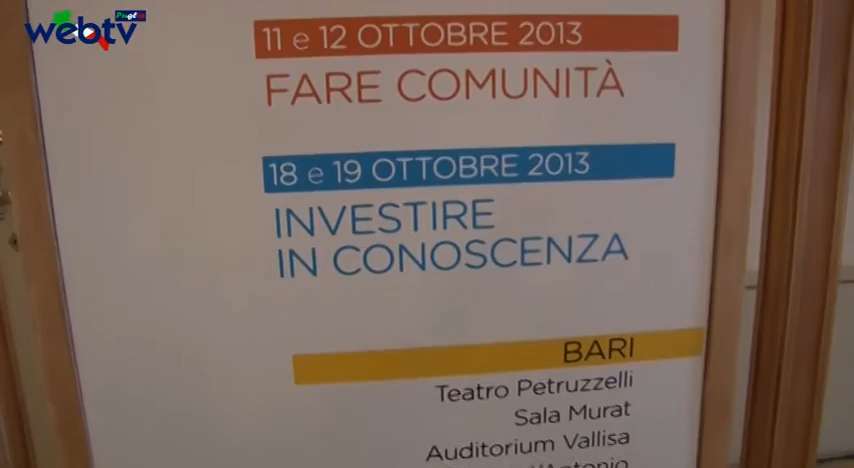 Puglia
webtv
11 e 12 OTTOBRE 2013
FARE COMUNITÀ
18 e 19 OTTOBRE 2013
INVESTIRE
IN CONOSCENZA
BARI
Teatro Petruzzelli
Sala Murat
Auditorium Vallisa